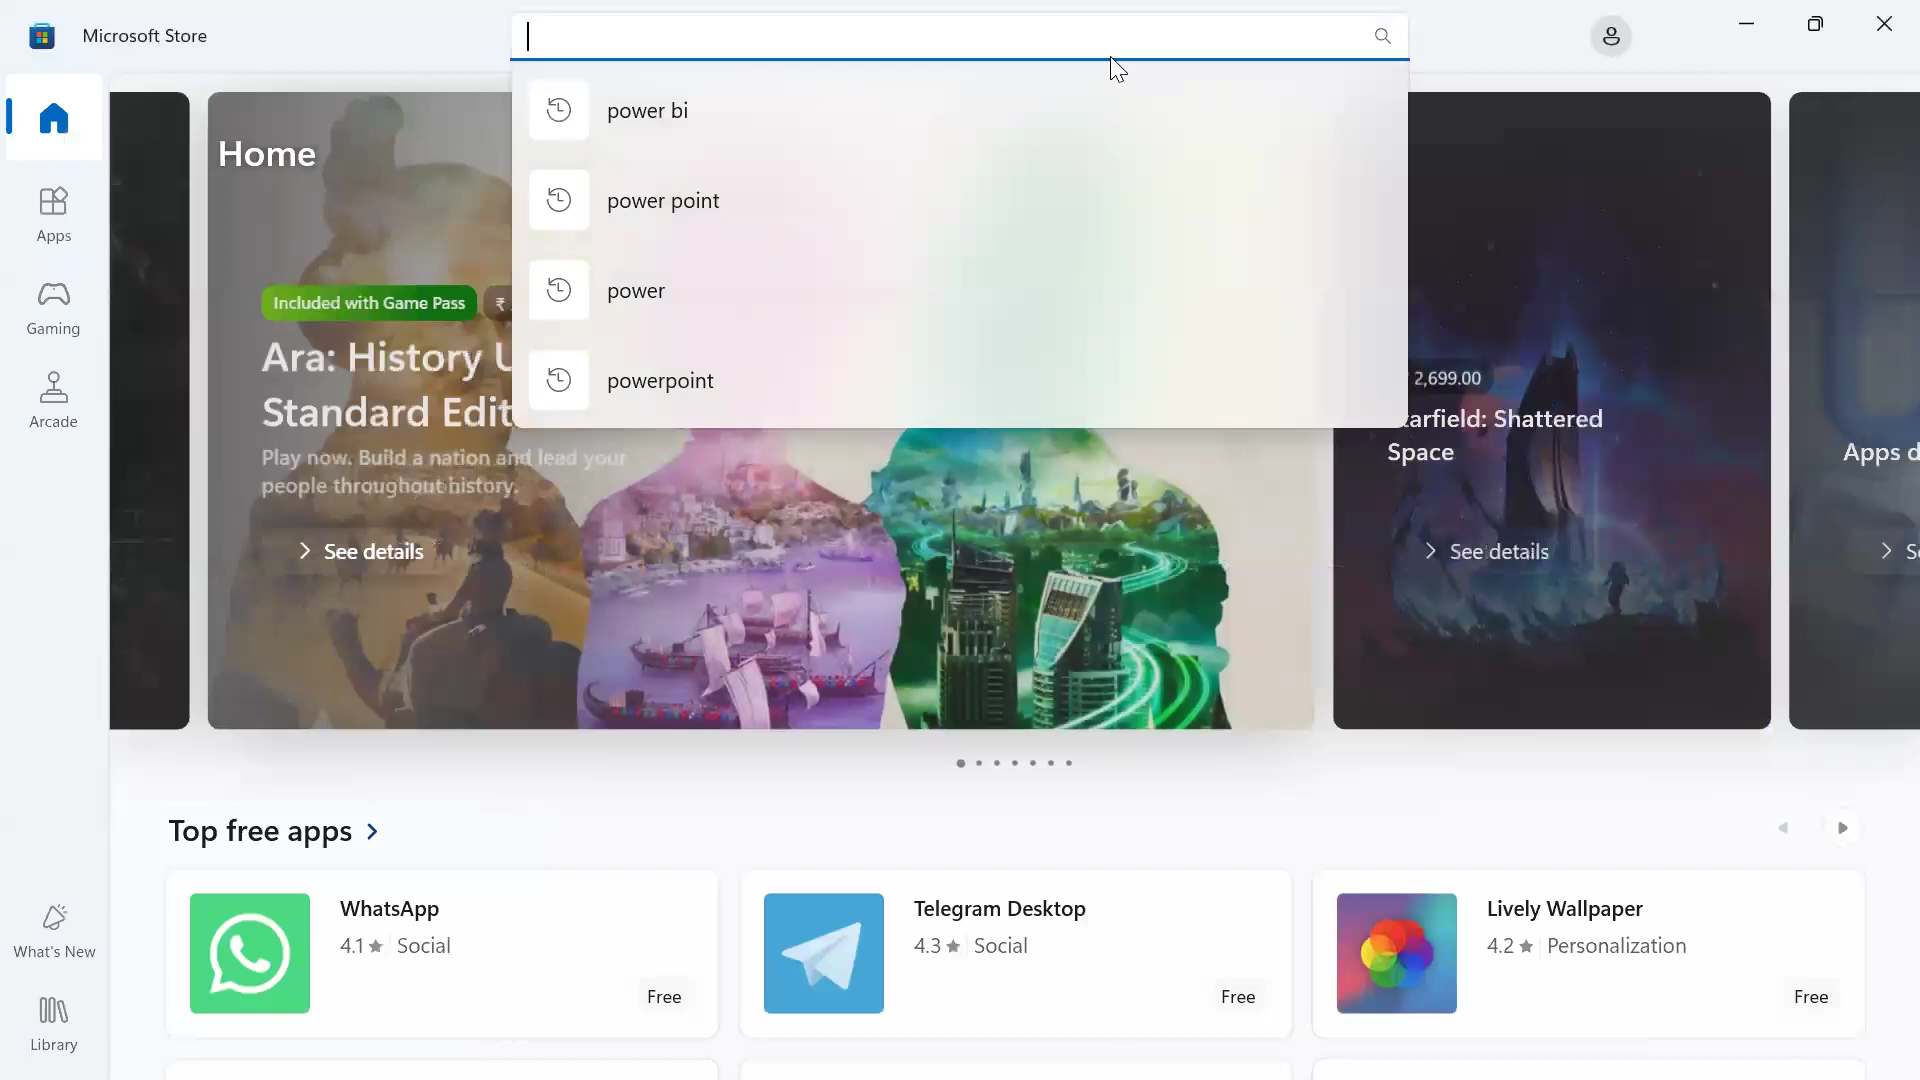 Microsoft Store
power bi
power point
power
powerpoint
Home
Apps
Gaming
Arcade
What's New
Library
Included with Game Pass
₹
Ara: History U
Standard Edit
Play now. Build a nation and lead your
people throughout history.
See details
2,699.00
arfield: Shattered
Space
See details
Apps d
Top free apps
WhatsApp
4.1★ Social
Free
Telegram Desktop
4.3★ Social
Free
Lively Wallpaper
4.2★ Personalization
Free